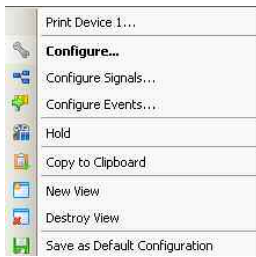 Print Device 1...
Configure...
Configure Signals...
Configure Events...
Hold
Copy to Clipboard
New View
Destroy View
Save as Default Configuration